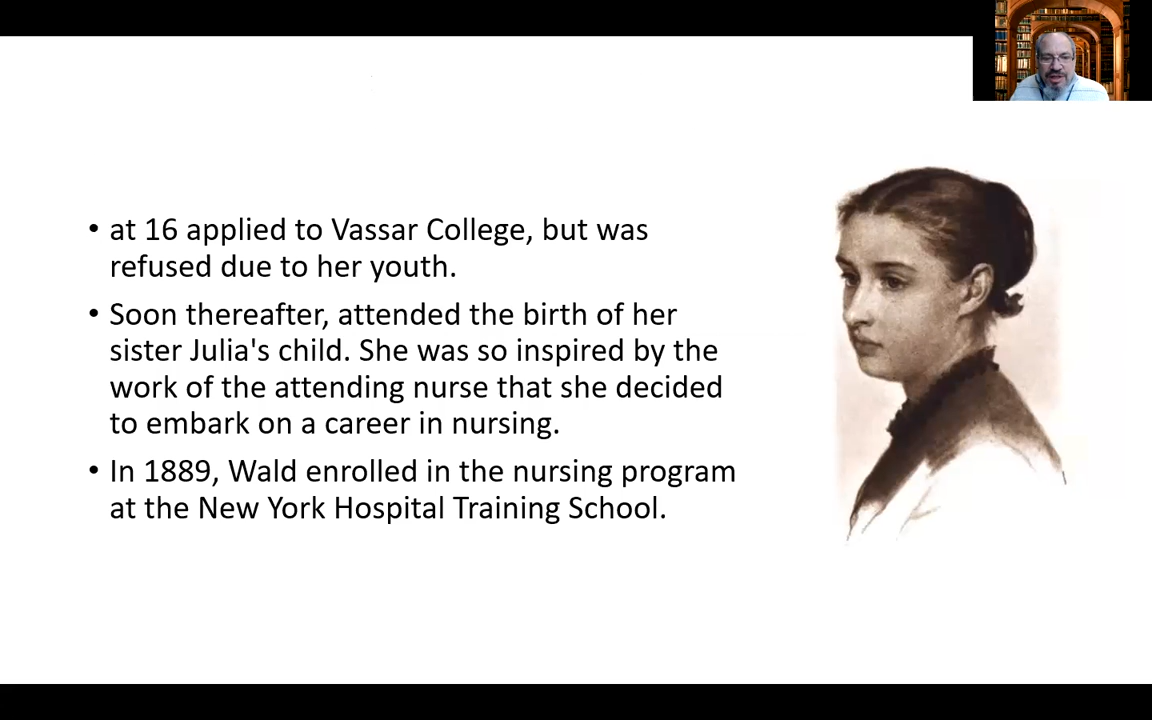 • at 16 applied to Vassar College, but was
refused due to her youth.
• Soon thereafter, attended the birth of her
sister Julia's child. She was so inspired by the
work of the attending nurse that she decided
to embark on a career in nursing.
• In 1889, Wald enrolled in the nursing program
at the New York Hospital Training School.